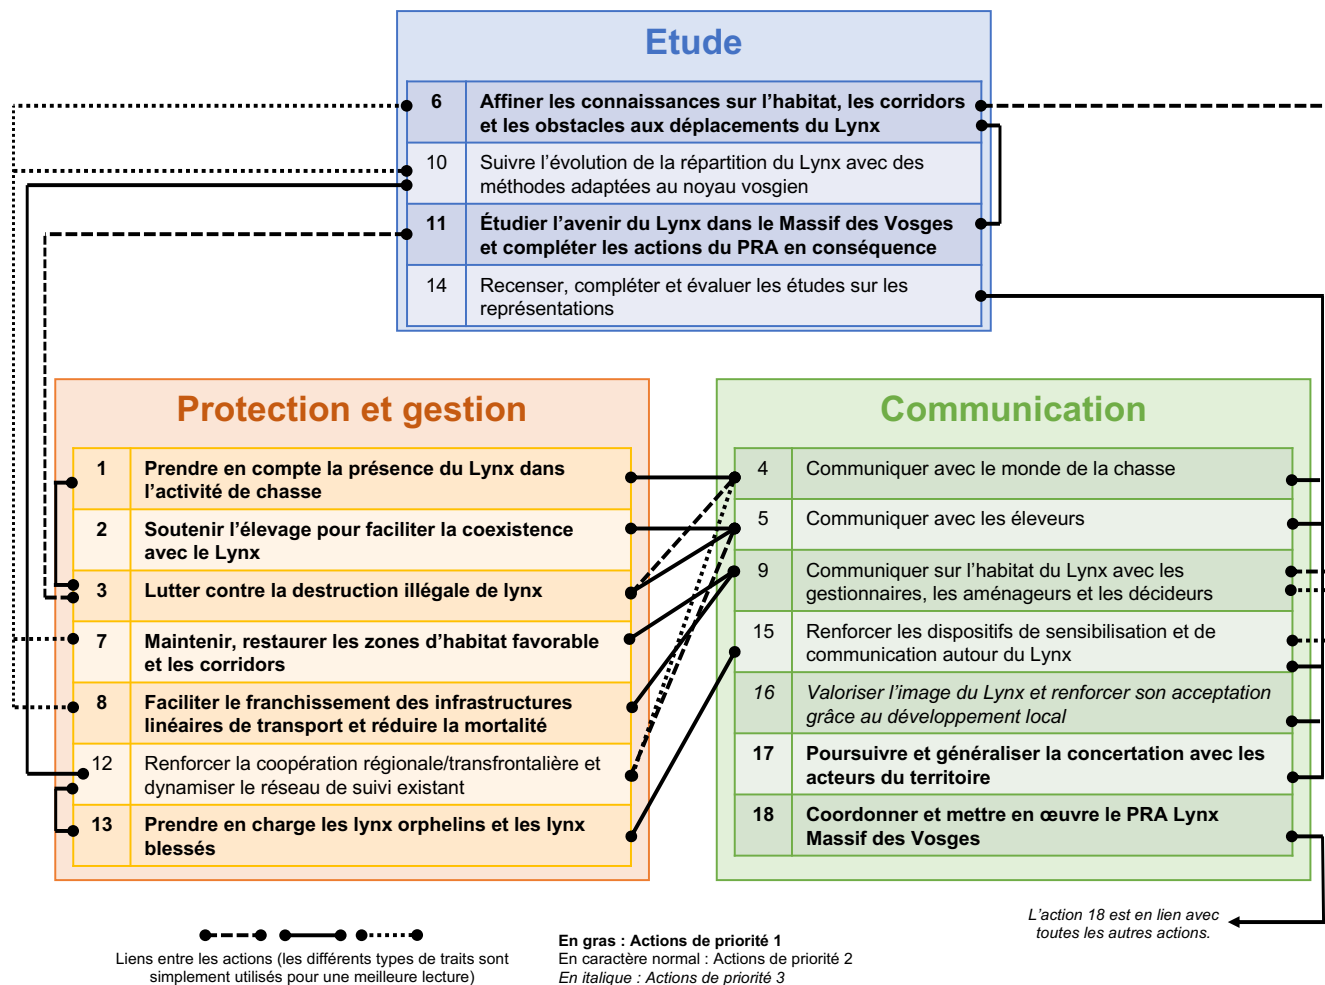 Etude
6 Affiner les connaissances sur l’habitat, les corridors
et les obstacles aux déplacements du Lynx
10 Suivre l’évolution de la répartition du Lynx avec des
méthodes adaptées au noyau vosgien
11 Étudier l’avenir du Lynx dans le Massif des Vosges
et compléter les actions du PRA en conséquence
14 Recenser, compléter et évaluer les études sur les
représentations
Protection et gestion
1 Prendre en compte la présence du Lynx dans
l’activité de chasse
2 Soutenir l’élevage pour faciliter la coexistence
avec le Lynx
3 Lutter contre la destruction illégale de lynx
7 Maintenir, restaurer les zones d’habitat favorable
et les corridors
8 Faciliter le franchissement des infrastructures
linéaires de transport et réduire la mortalité
12 Renforcer la coopération régionale/transfrontalière et
dynamiser le réseau de suivi existant
13 Prendre en charge les lynx orphelins et les lynx
blessés
Communication
4 Communiquer avec le monde de la chasse
5 Communiquer avec les éleveurs
9 Communiquer sur l’habitat du Lynx avec les
gestionnaires, les aménageurs et les décideurs
15 Renforcer les dispositifs de sensibilisation et de
communication autour du Lynx
16 Valoriser l’image du Lynx et renforcer son acceptation
grâce au développement local
17 Poursuivre et généraliser la concertation avec les
acteurs du territoire
18 Coordonner et mettre en œuvre le PRA Lynx
Massif des Vosges
L’action 18 est en lien avec
toutes les autres actions.
Liens entre les actions (les différents types de traits sont
simplement utilisés pour une meilleure lecture)
En gras : Actions de priorité 1
En caractère normal : Actions de priorité 2
En italique : Actions de priorité 3